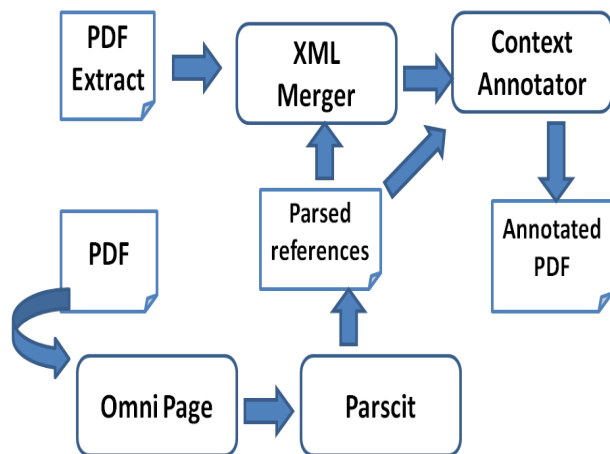 PDF
Extract
XML
Merger
Context
Annotator
Parsed
references
Annotated
PDF
PDF
Omni Page
Parscit